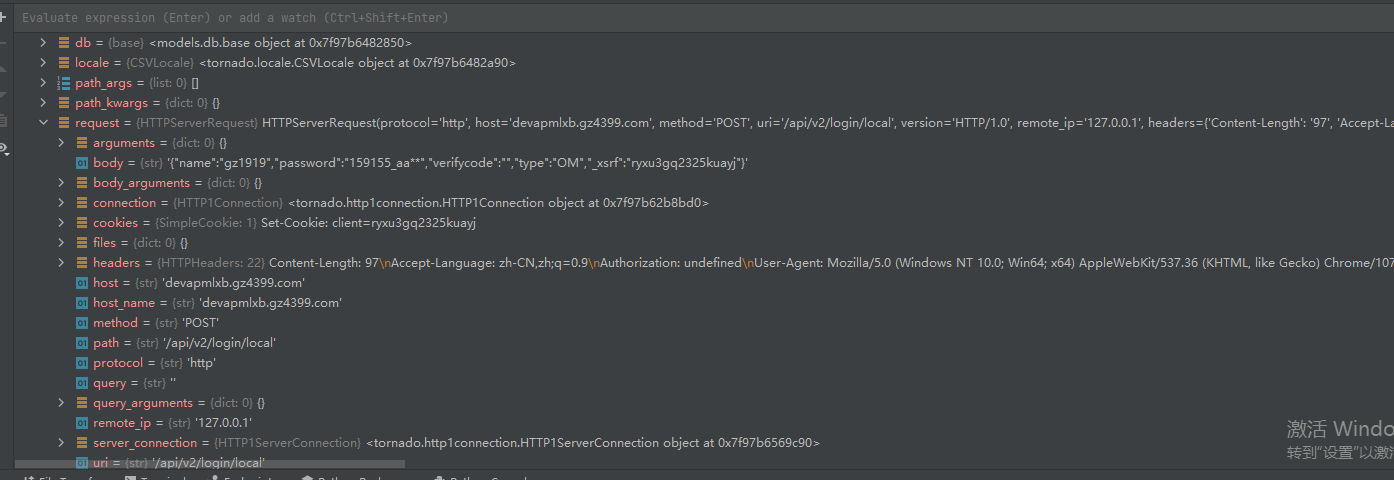 Evaluate expression (Enter) or add a watch (Ctrl+Shift+Enter)
db = {base} <models.db.base object at 0x7f97b6482850>
locale = {CSVLocale} <tornado.locale.CSVLocale object at 0x7f97b6482a90>
path_args = {list: 0} []
path_kwargs = {dict: 0} {}
request = {HTTPServerRequest} HTTPServerRequest(protocol='http', host='devapmlxb.gz4399.com', method='POST', uri='/api/v2/login/local', version='HTTP/1.0', remote_ip='127.0.0.1', headers={'Content-Length': '97', 'Accept-La
arguments = {dict: 0} {}
body = {str} '{"name":"gz1919","password":"159155_aa**","verifycode":"","type":"OM","_xsrf":"ryxu3gq2325kuayj"}'
body_arguments = {dict: 0} {}
connection = {HTTP1Connection} <tornado.http1connection.HTTP1Connection object at 0x7f97b62b8bd0>
cookies = {SimpleCookie: 1} Set-Cookie: client=ryxu3gq2325kuayj
files = {dict: 0} {}
headers = {HTTPHeaders: 22} Content-Length: 97\nAccept-Language: zh-CN,zh;q=0.9\nAuthorization: undefined\nUser-Agent: Mozilla/5.0 (Windows NT 10.0; Win64; x64) AppleWebKit/537.36 (KHTML, like Gecko) Chrome/107
host = {str} 'devapmlxb.gz4399.com'
host_name = {str} 'devapmlxb.gz4399.com'
method = {str} 'POST'
path = {str} '/api/v2/login/local'
protocol = {str} 'http'
query = {str} ''
query_arguments = {dict: 0} {}
remote_ip = {str} '127.0.0.1'
server_connection = {HTTP1ServerConnection} <tornado.http1connection.HTTP1ServerConnection object at 0x7f97b6569c90>
uri = {str} '/api/v2/login/local'
激活 Windo
转到"设置"以激